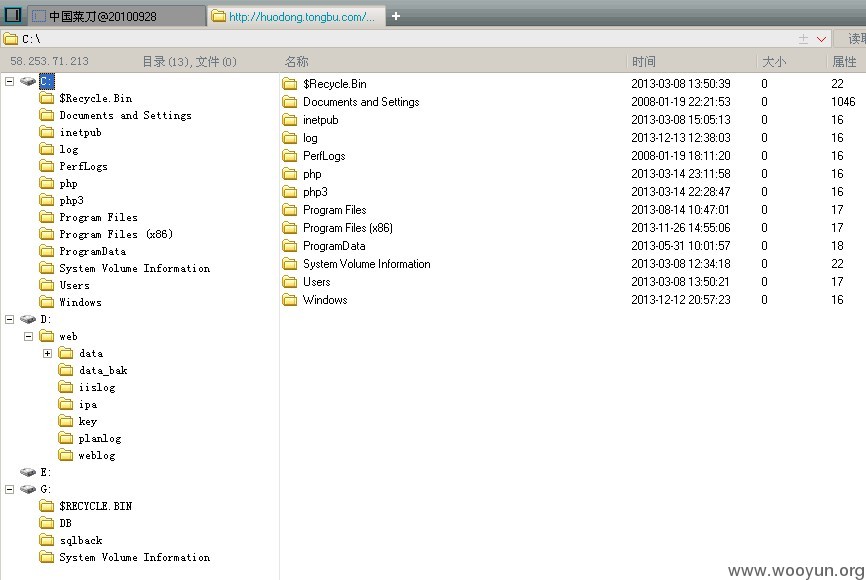 中国菜刀@20100928
http://huodong.tongbu.com/...
+
C:\
58.253.71.213 目录(13),文件(0) 名称 时间 大小 属性
C:
$Recycle.Bin
Documents and Settings
inetpub
log
PerfLogs
php
php3
Program Files
Program Files (x86)
ProgramData
System Volume Information
Users
Windows
D:
web
data
data_bak
iislog
ipa
key
planlog
weblog
E:
G:
$RECYCLE.BIN
DB
sqlback
System Volume Information
$Recycle.Bin 2013-03-08 13:50:39 0 22
Documents and Settings 2008-01-19 22:21:53 0 1046
inetpub 2013-03-08 15:05:13 0 16
log 2013-12-13 12:38:03 0 16
PerfLogs 2008-01-19 18:11:20 0 16
php 2013-03-14 23:11:58 0 16
php3 2013-03-14 22:28:47 0 16
Program Files 2013-08-14 10:47:01 0 17
Program Files (x86) 2013-11-26 14:55:06 0 17
ProgramData 2013-05-31 10:01:57 0 18
System Volume Information 2013-03-08 12:34:18 0 22
Users 2013-03-08 13:50:21 0 17
Windows 2013-12-12 20:57:23 0 16
www.wooyun.org